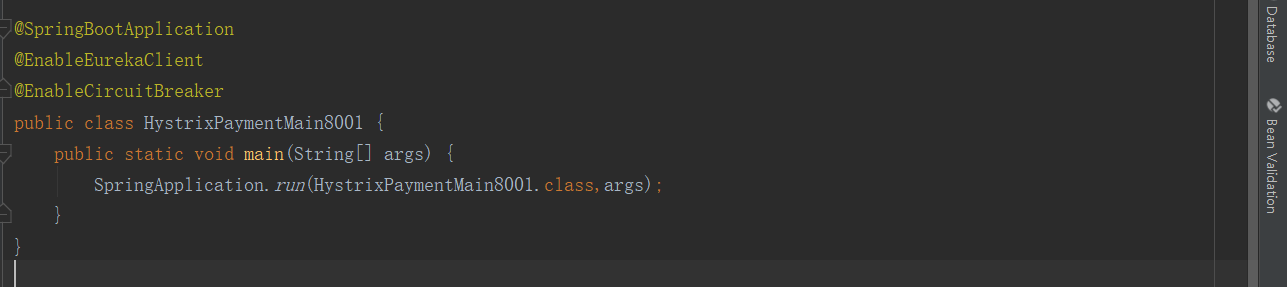 @SpringBootApplication
@EnableEurekaClient
@EnableCircuitBreaker
public class HystrixPaymentMain8001 {
    public static void main(String[] args) {
        SpringApplication.run(HystrixPaymentMain8001.class,args);
    }
}
Database
Bean Validation